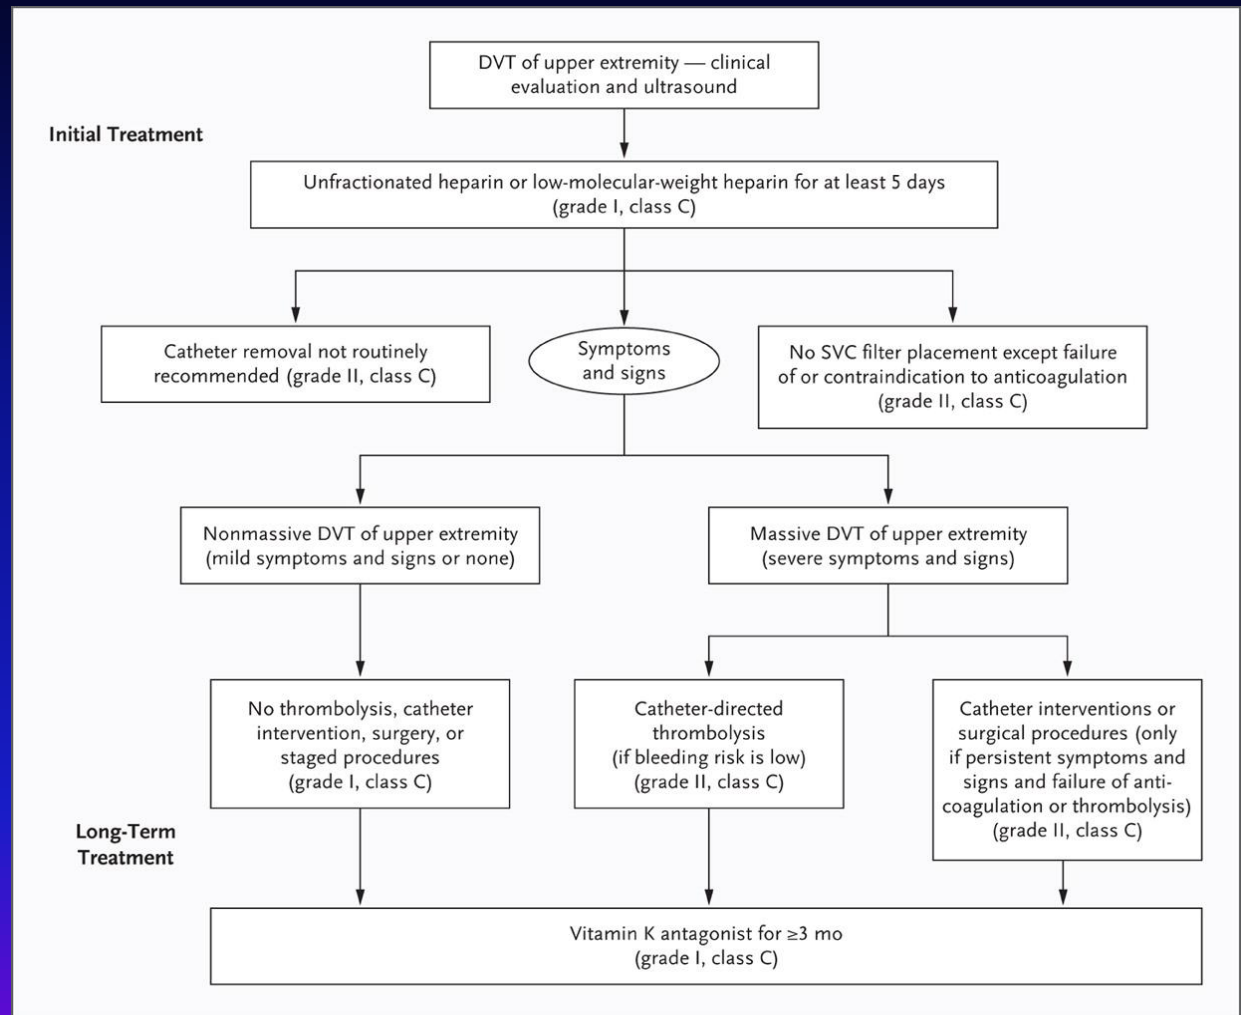 DVT of upper extremity — clinical
evaluation and ultrasound
Initial Treatment
Unfractionated heparin or low-molecular-weight heparin for at least 5 days
(grade I, class C)
Catheter removal not routinely
recommended (grade II, class C)
Symptoms
and signs
No SVC filter placement except failure
of or contraindication to anticoagulation
(grade II, class C)
Nonmassive DVT of upper extremity
(mild symptoms and signs or none)
Massive DVT of upper extremity
(severe symptoms and signs)
No thrombolysis, catheter
intervention, surgery, or
staged procedures
(grade I, class C)
Catheter-directed
thrombolysis
(if bleeding risk is low)
(grade II, class C)
Catheter interventions or
surgical procedures (only
if persistent symptoms and
signs and failure of anti-
coagulation or thrombolysis)
(grade II, class C)
Long-Term
Treatment
Vitamin K antagonist for ≥3 mo
(grade I, class C)